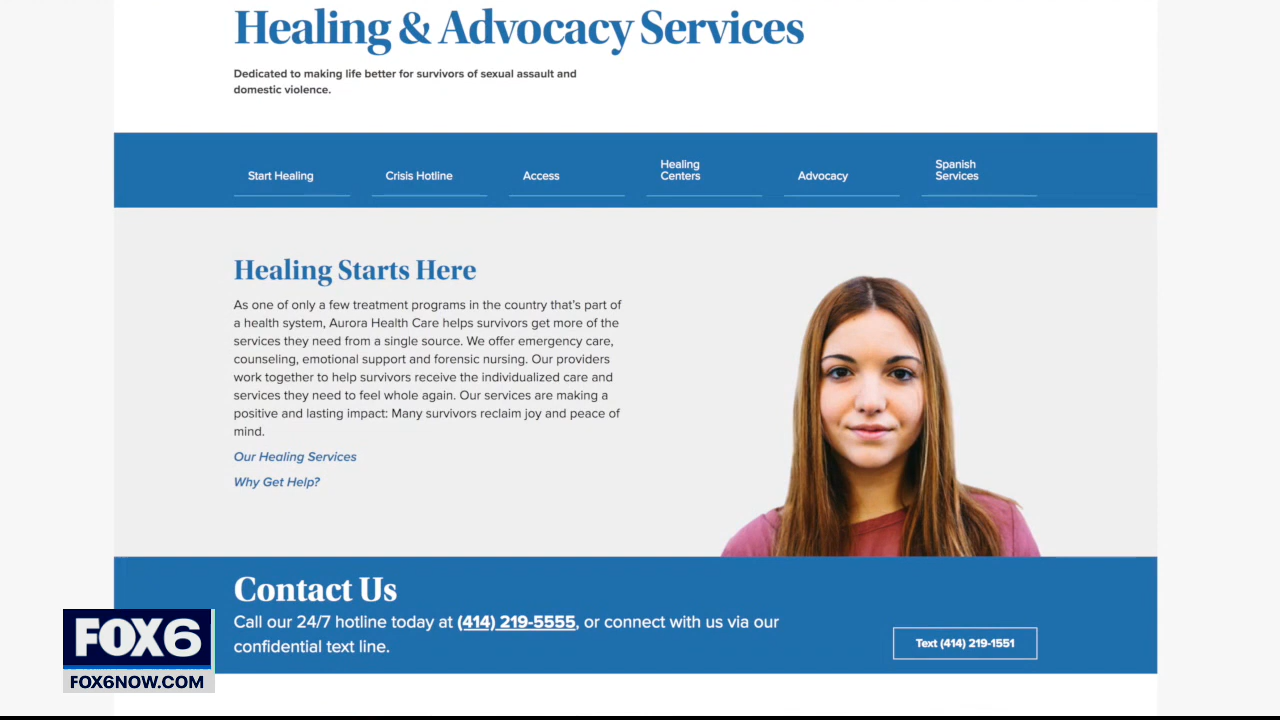 Healing & Advocacy Services
Dedicated to making life better for survivors of sexual assault and
domestic violence.
Start Healing
Crisis Hotline
Access
Healing
Centers
Advocacy
Spanish
Services
Healing Starts Here
As one of only a few treatment programs in the country that's part of
a health system, Aurora Health Care helps survivors get more of the
services they need from a single source. We offer emergency care,
counseling, emotional support and forensic nursing. Our providers
work together to help survivors receive the individualized care and
services they need to feel whole again. Our services are making a
positive and lasting impact: Many survivors reclaim joy and peace of
mind.
Our Healing Services
Why Get Help?
Contact Us
Call our 24/7 hotline today at (414) 219-5555, or connect with us via our
confidential text line.
Text (414) 219-1551
FOX6
FOX6NOW.COM